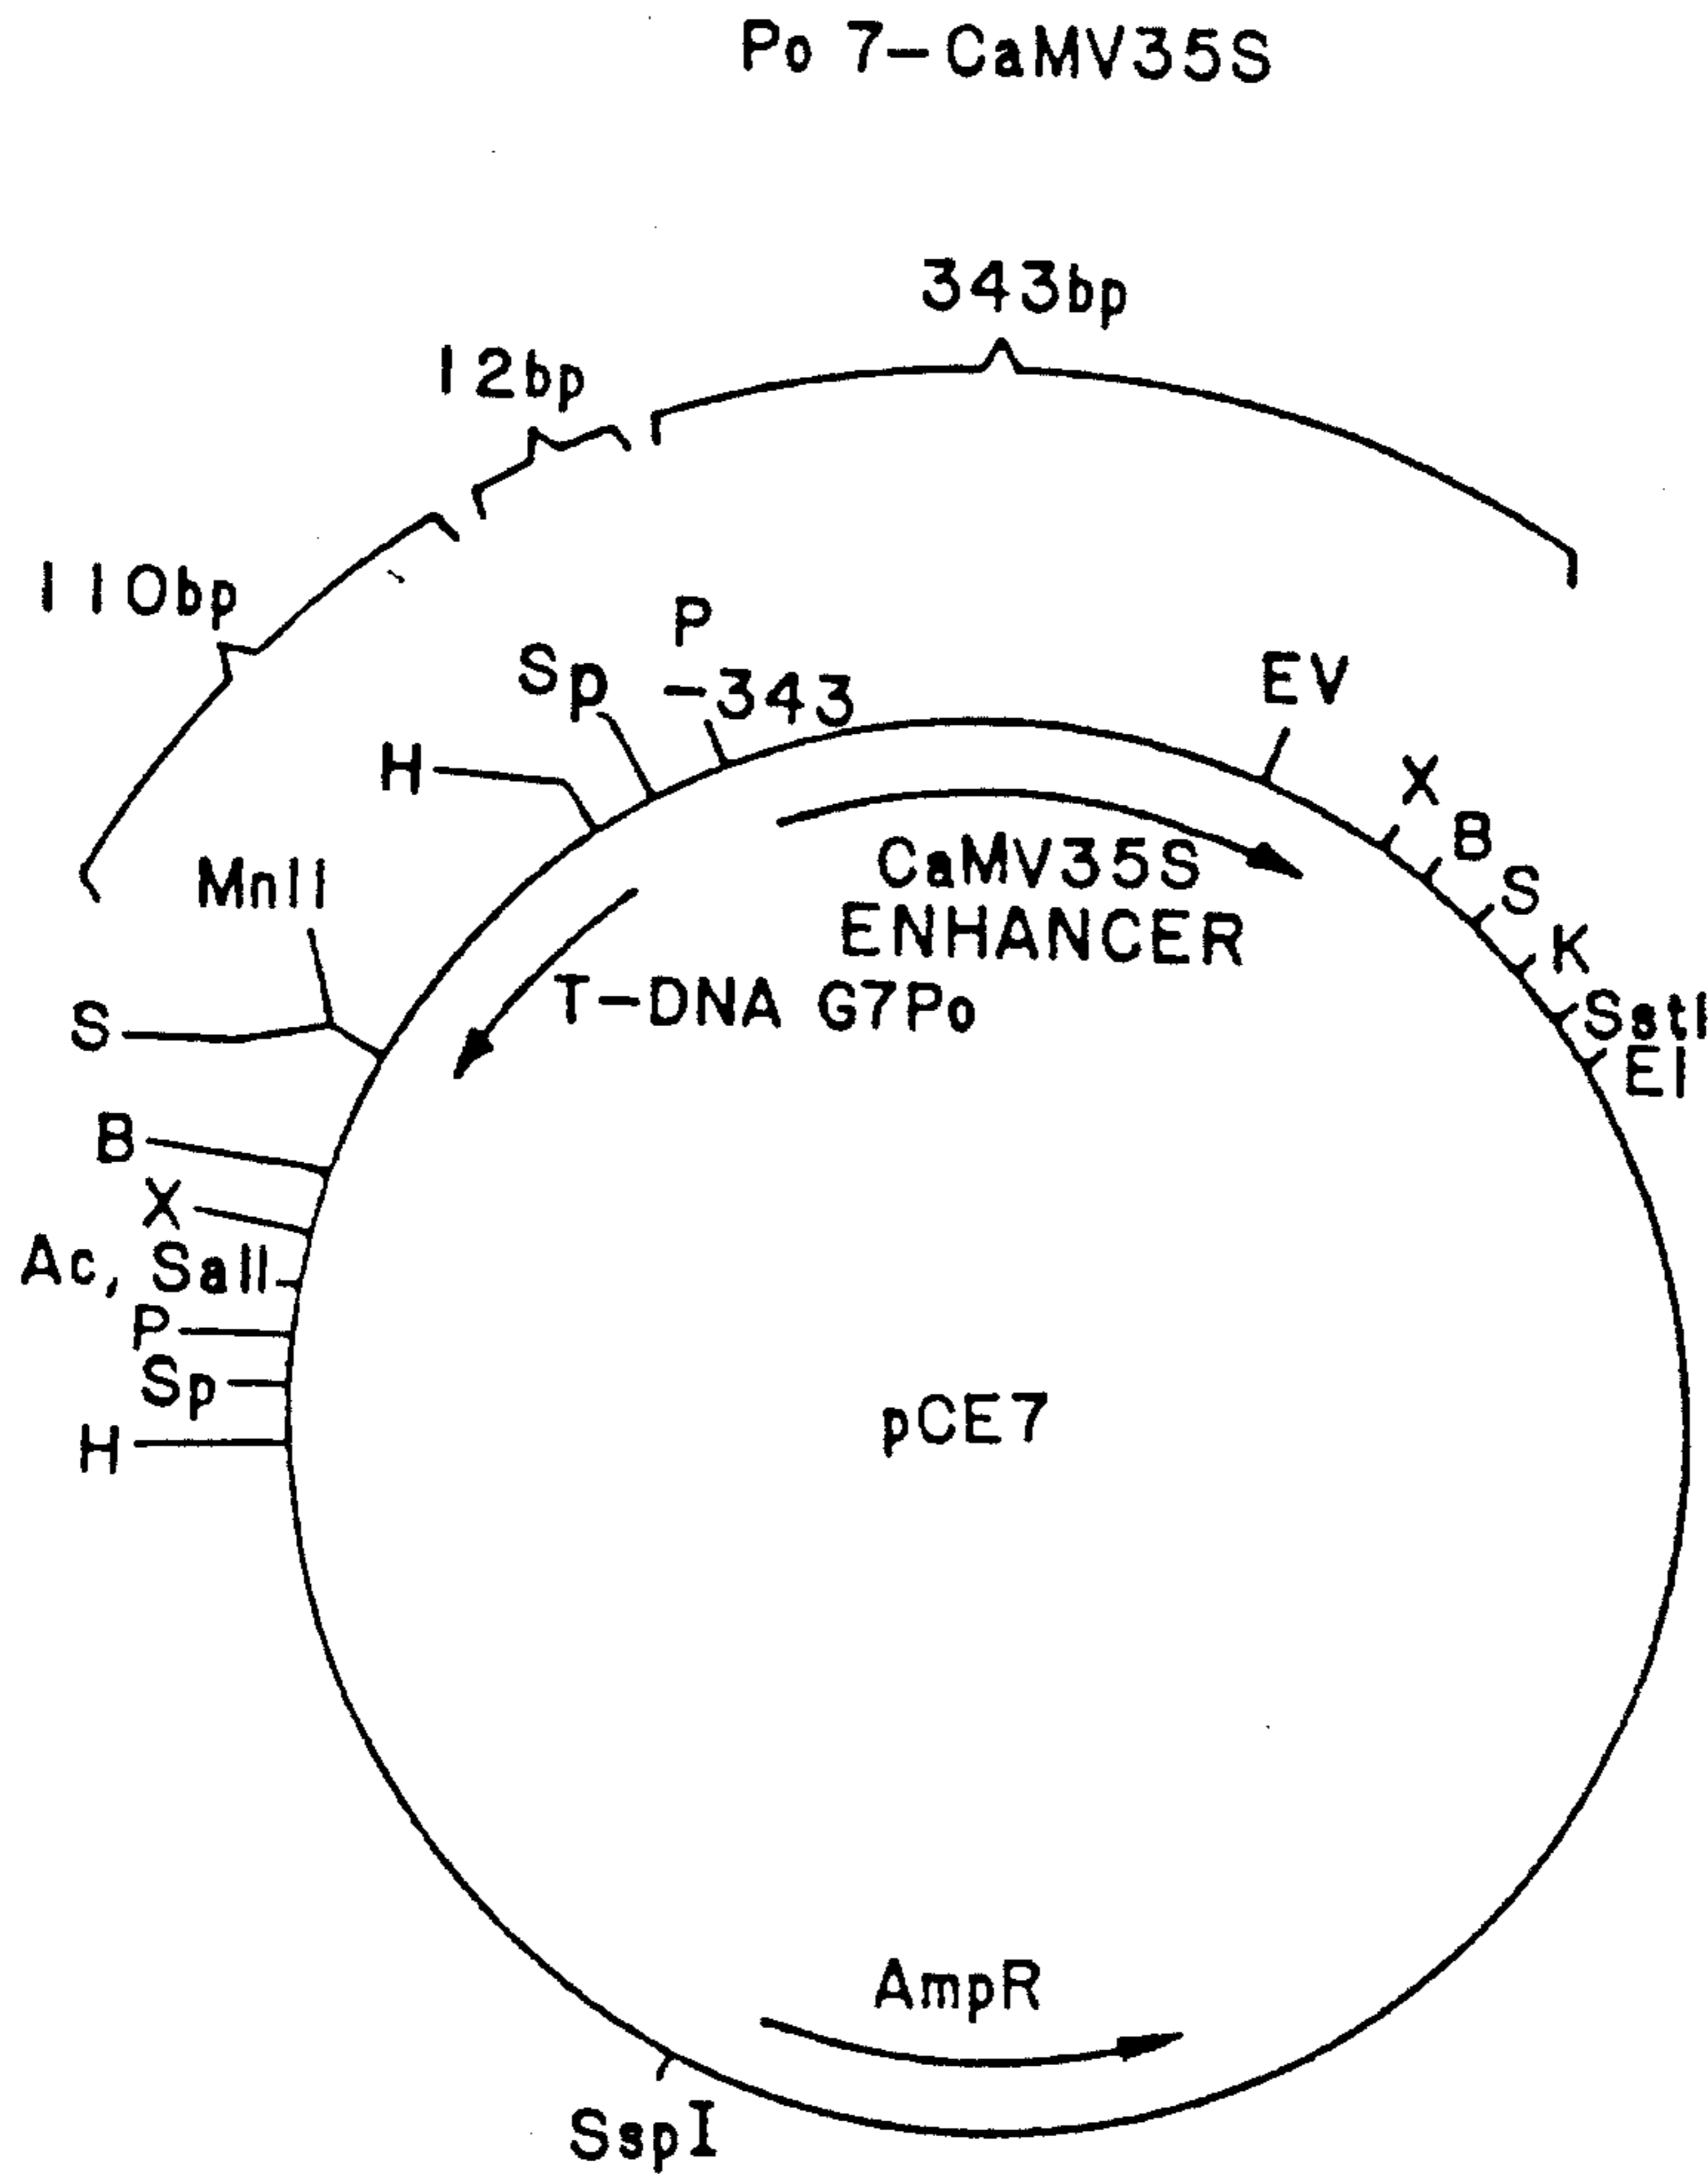 Po 7-CaMV35S
343bp
12bp
110bp
P
Sp
-343
EV
H
X
B
CaMV35S
MnlI
S
ENHANCER
K
T-DNA G7Po
SstI
S
EI
B
X
Ac, SalI
P
Sp
pCE7
H
AmpR
SspI